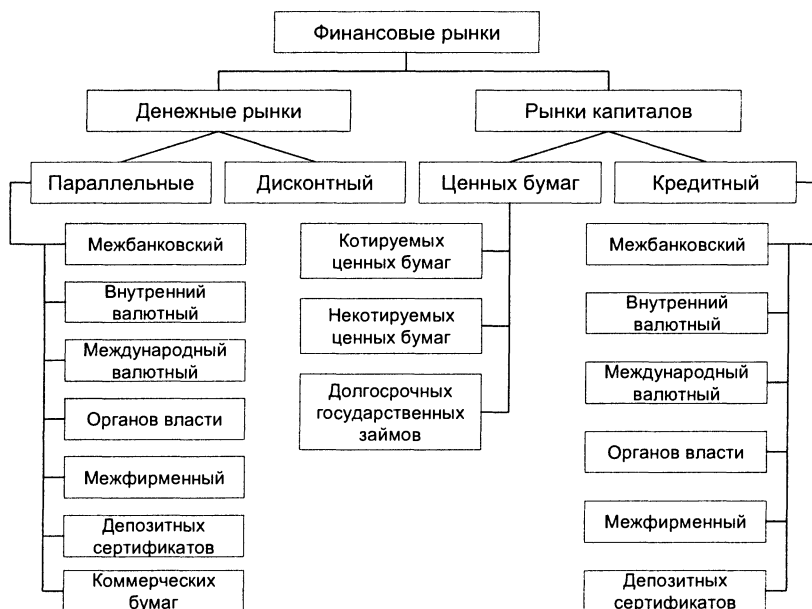 Финансовые рынки
Денежные рынки
Рынки капиталов
Параллельные
Дисконтный
Ценных бумаг
Кредитный
Межбанковский
Внутренний
валютный
Международный
валютный
Органов власти
Межфирменный
Депозитных
сертификатов
Коммерческих
бумаг
Котируемых
ценных бумаг
Некотируемых
ценных бумаг
Долгосрочных
государственных
займов
Межбанковский
Внутренний
валютный
Международный
валютный
Органов власти
Межфирменный
Депозитных
сертификатов